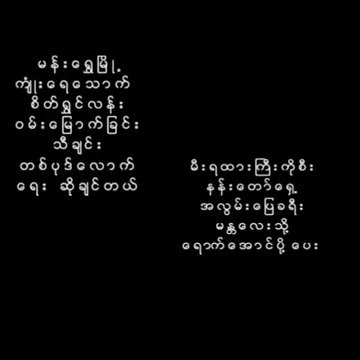 မန်းရွှေမြို့
ကျုံးရေသောက်
စိတ်ရွှင်လန်း
ဝမ်းမြောက်ခြင်း
သီချင်း
တစ်ပုဒ်လောက်
ရေး ဆိုချင်တယ်
မီးရထားကြီးကိုစီး
နန်းတော်ရှေ့
အလွမ်းပြေခရီး
မန္တလေးသို့
ရောက်အောင်ပို့ ပေး